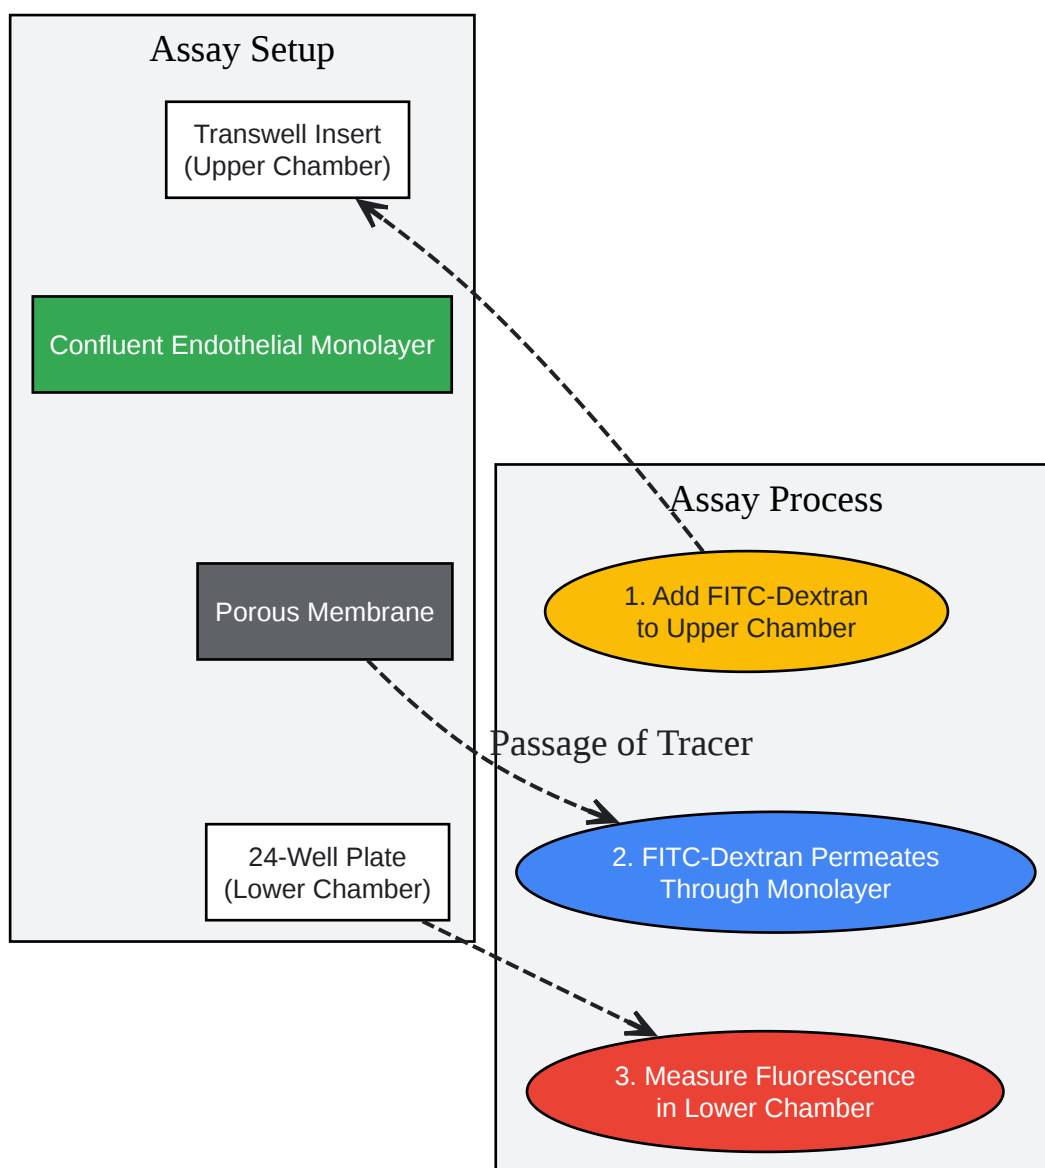 Assay Setup
Transwell Insert
(Upper Chamber)
Confluent Endothelial Monolayer
Porous Membrane
24-Well Plate
(Lower Chamber)
Assay Process
1. Add FITC-Dextran
to Upper Chamber
Passage of Tracer
2. FITC-Dextran Permeates
Through Monolayer
3. Measure Fluorescence
in Lower Chamber